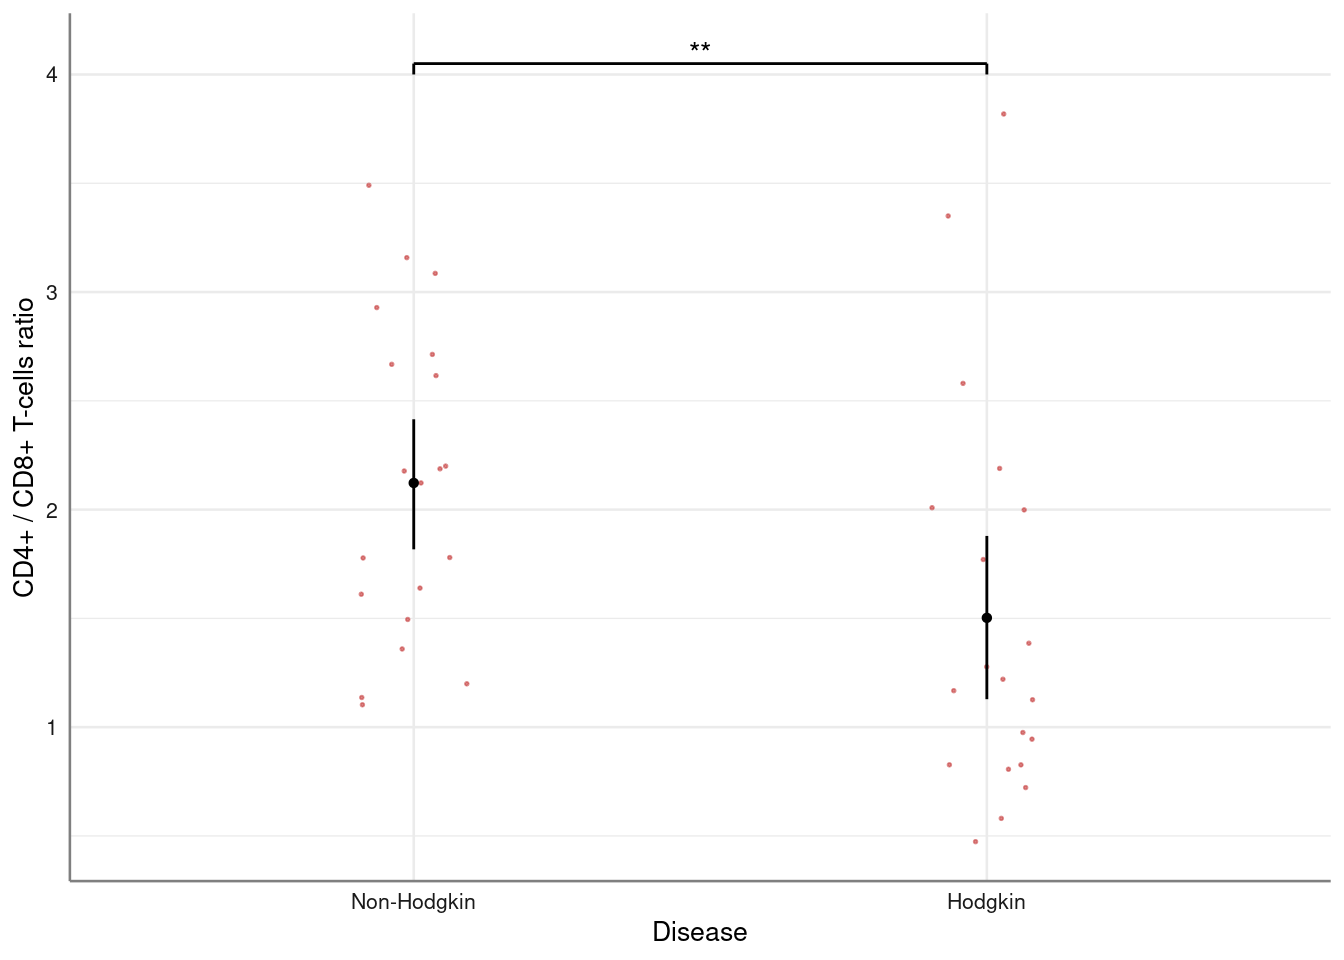 **
4
3
2
1
CD4+ / CD8+ T-cells ratio
Non-Hodgkin
Hodgkin
Disease